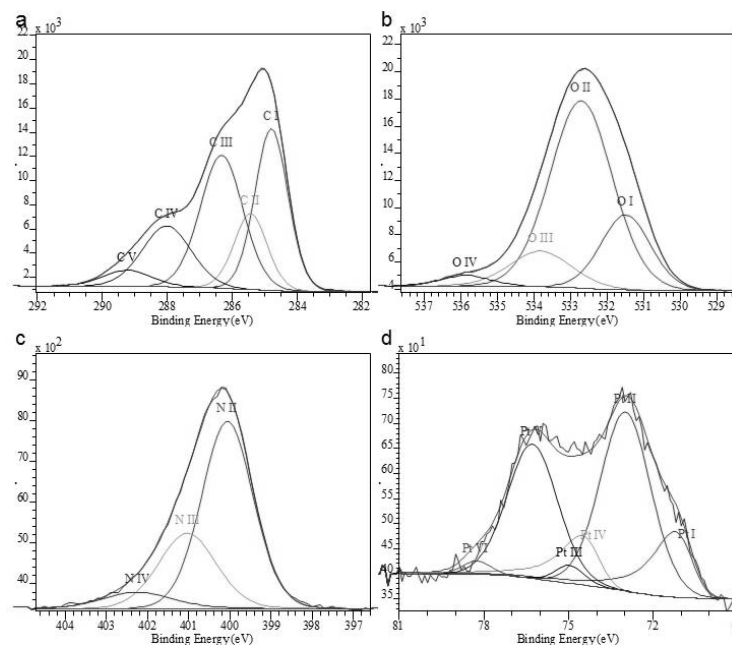 a
x 10³
22
20
18
16
14
12
10
8
6
4
2
C I
C III
C II
C IV
C V
292 290 288 286 284 282
Binding Energy (eV)
b
x 10³
22
20
18
16
14
12
10
8
6
4
O II
O I
O III
O IV
537 536 535 534 533 532 531 530 529
Binding Energy (eV)
c
x 10²
90
80
70
60
50
40
N II
N III
N IV
404 403 402 401 400 399 398 397
Binding Energy (eV)
d
x 10¹
80
75
70
65
60
55
50
45
40
35
Pt II
Pt V
Pt I
Pt IV
Pt III
Pt VI
81 78 75 72
Binding Energy (eV)